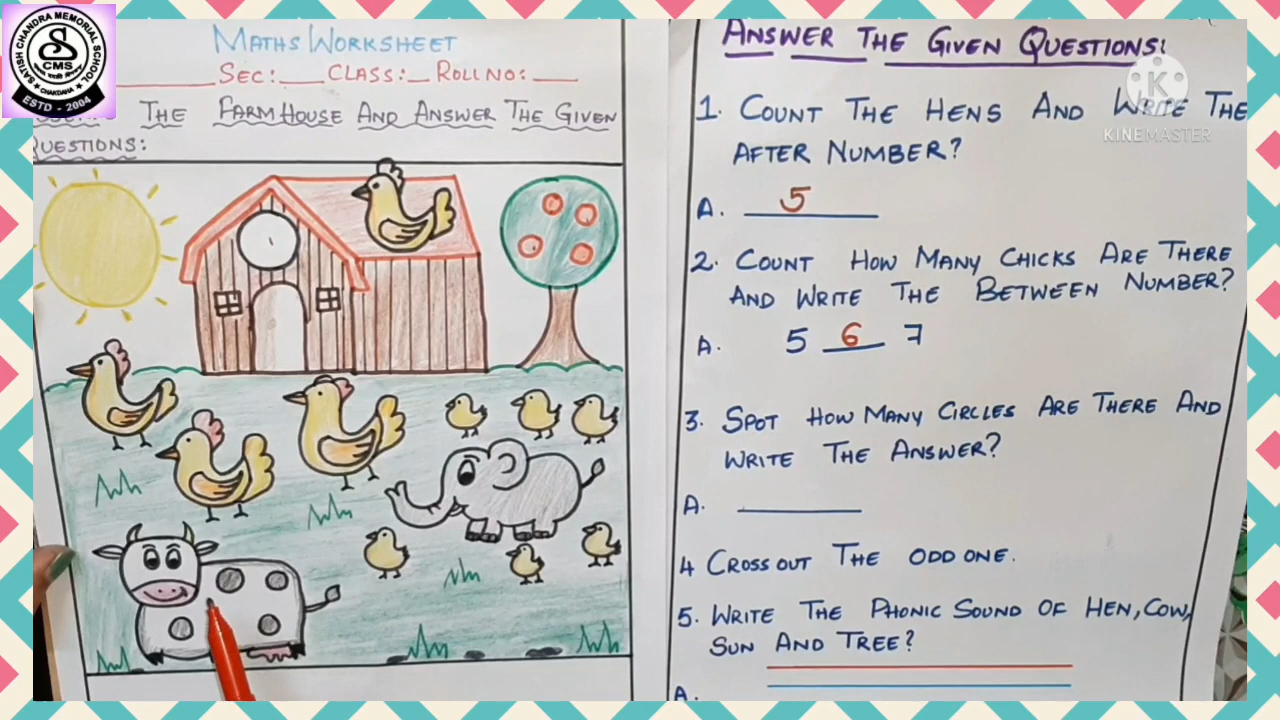 SATISH CHANDRA MEMORIAL SCHOOL
S
CMS
CHAKDAHA
ESTD - 2004
MATHS WORKSHEET
SEC: CLASS: ROLL NO:
THE FARM HOUSE AND ANSWER THE GIVEN
QUESTIONS:
ANSWER THE GIVEN QUESTIONS:
1. COUNT THE HENS AND WRITE THE
AFTER NUMBER?
A. 5
2. COUNT HOW MANY CHICKS ARE THERE
AND WRITE THE BETWEEN NUMBER?
A. 5 6 7
3. SPOT HOW MANY CIRCLES ARE THERE AND
WRITE THE ANSWER?
A.
4 CROSS OUT THE ODD ONE.
5. WRITE THE PHONIC SOUND OF HEN, COW,
SUN AND TREE?
A.
K
KINEMASTER